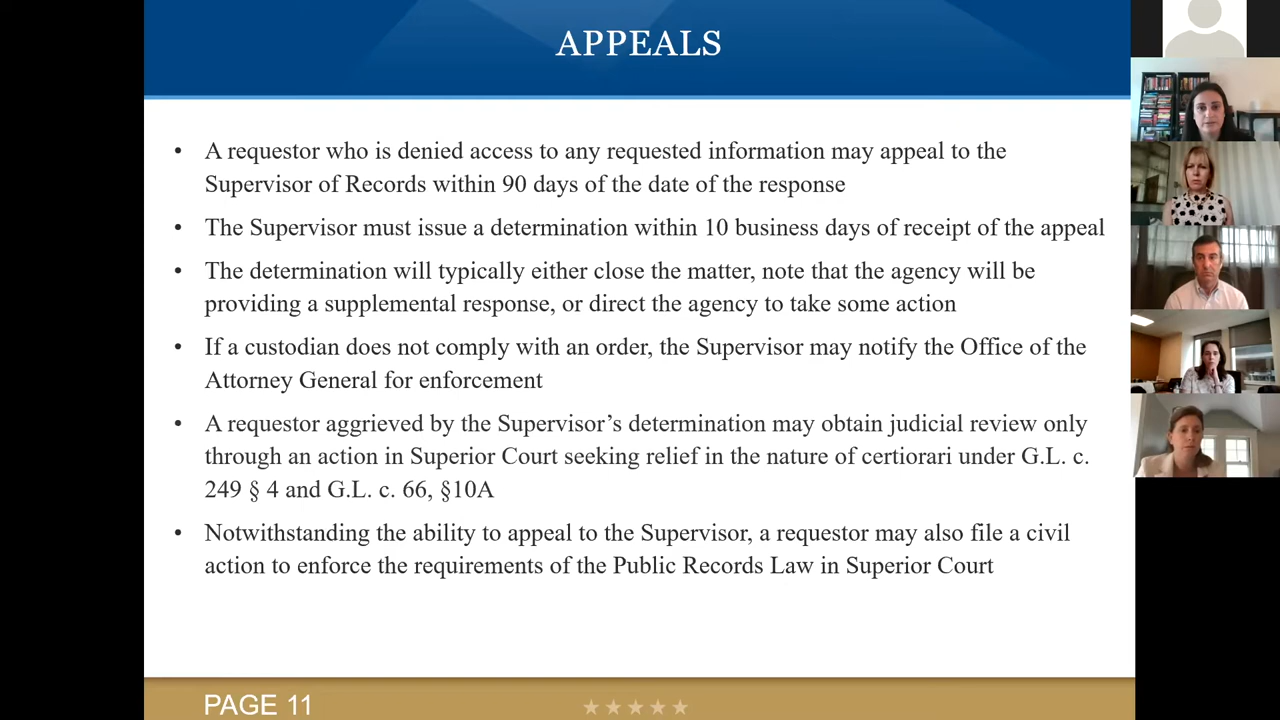 APPEALS
• A requestor who is denied access to any requested information may appeal to the
Supervisor of Records within 90 days of the date of the response
• The Supervisor must issue a determination within 10 business days of receipt of the appeal
• The determination will typically either close the matter, note that the agency will be
providing a supplemental response, or direct the agency to take some action
• If a custodian does not comply with an order, the Supervisor may notify the Office of the
Attorney General for enforcement
• A requestor aggrieved by the Supervisor’s determination may obtain judicial review only
through an action in Superior Court seeking relief in the nature of certiorari under G.L. c.
249 § 4 and G.L. c. 66, §10A
• Notwithstanding the ability to appeal to the Supervisor, a requestor may also file a civil
action to enforce the requirements of the Public Records Law in Superior Court
PAGE 11